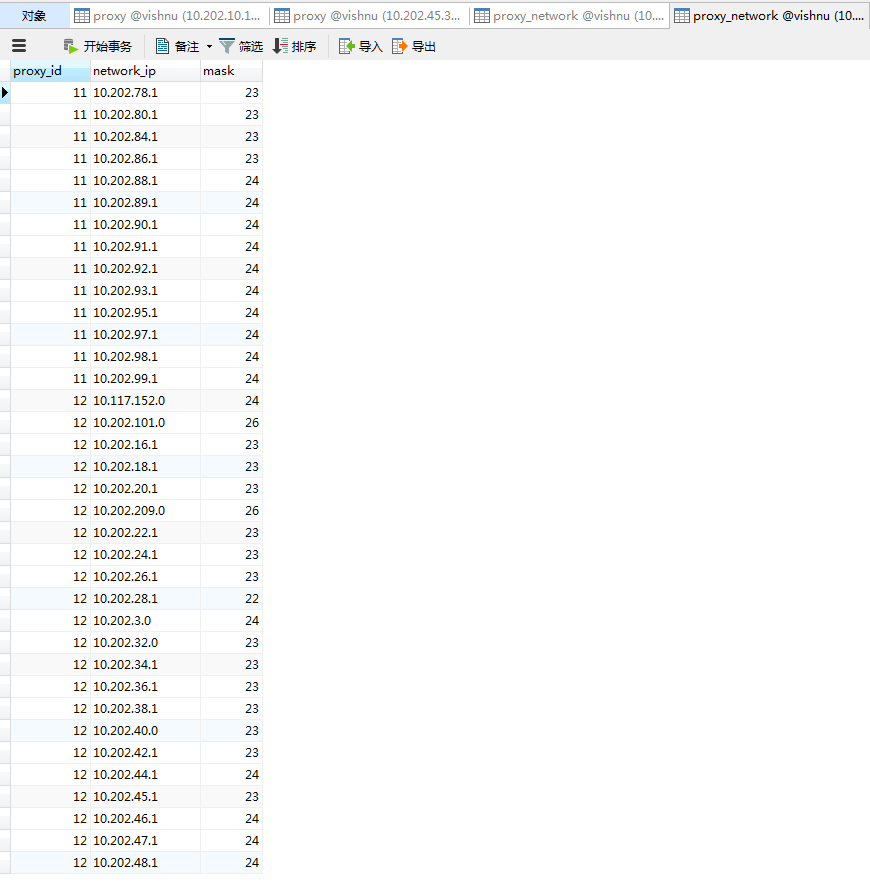 对象 proxy @vishnu (10.202.10.1... proxy @vishnu (10.202.45.3... proxy_network @vishnu (10.... proxy_network @vishnu (10....
开始事务 备注 筛选 排序 导入 导出
proxy_id network_ip mask
11 10.202.78.1 23
11 10.202.80.1 23
11 10.202.84.1 23
11 10.202.86.1 23
11 10.202.88.1 24
11 10.202.89.1 24
11 10.202.90.1 24
11 10.202.91.1 24
11 10.202.92.1 24
11 10.202.93.1 24
11 10.202.95.1 24
11 10.202.97.1 24
11 10.202.98.1 24
11 10.202.99.1 24
12 10.117.152.0 24
12 10.202.101.0 26
12 10.202.16.1 23
12 10.202.18.1 23
12 10.202.20.1 23
12 10.202.209.0 26
12 10.202.22.1 23
12 10.202.24.1 23
12 10.202.26.1 23
12 10.202.28.1 22
12 10.202.3.0 24
12 10.202.32.0 23
12 10.202.34.1 23
12 10.202.36.1 23
12 10.202.38.1 23
12 10.202.40.0 23
12 10.202.42.1 23
12 10.202.44.1 24
12 10.202.45.1 23
12 10.202.46.1 24
12 10.202.47.1 24
12 10.202.48.1 24